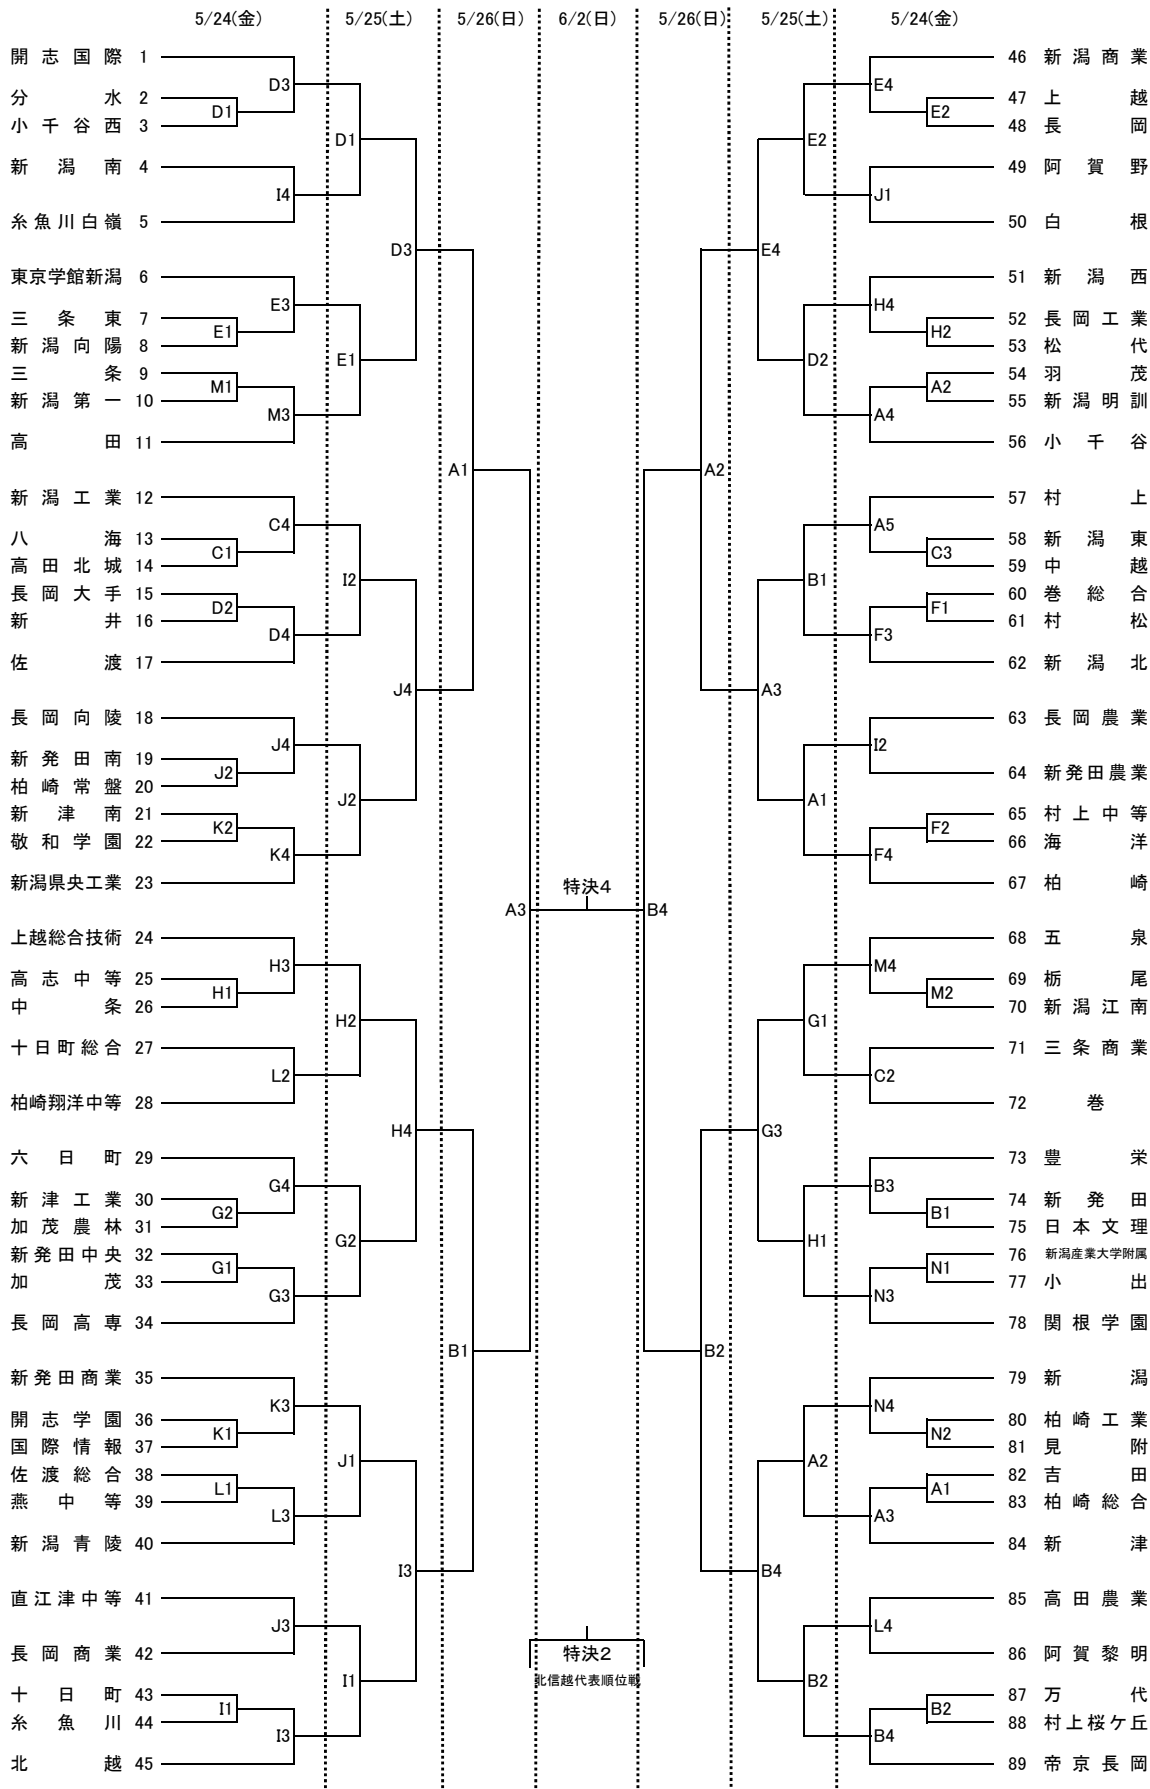 5/24(金) 5/25(土) 5/26(日) 6/2(日) 5/26(日) 5/25(土) 5/24(金)
開志国際 1
D3
分水 2
D1
小千谷西 3
D1
新潟南 4
I4
糸魚川白嶺 5
D3
東京学館新潟 6
E3
三条東 7
E1
新潟向陽 8
E1
三条 9
M1
新潟第一 10
M3
高田 11
A1
新潟工業 12
C4
八海 13
C1
高田北城 14
I2
長岡大手 15
D2
新井 16
D4
佐渡 17
J4
長岡向陵 18
J4
新発田南 19
J2
柏崎常盤 20
J2
新津南 21
K2
敬和学園 22
K4
新潟県央工業 23
A3
特決4
B4
上越総合技術 24
H3
高志中等 25
H1
中条 26
H2
十日町総合 27
L2
柏崎翔洋中等 28
H4
六日町 29
G4
新津工業 30
G2
加茂農林 31
G2
新発田中央 32
G1
加茂 33
G3
長岡高専 34
B1
新発田商業 35
K3
開志学園 36
K1
国際情報 37
J1
佐渡総合 38
L1
燕中等 39
L3
新潟青陵 40
I3
直江津中等 41
J3
長岡商業 42
I1
十日町 43
I1
糸魚川 44
I3
北越 45
特決2
北信越代表順位戦
46 新潟商業
E4
47 上越
E2
48 長岡
E2
49 阿賀野
J1
50 白根
E4
51 新潟西
H4
52 長岡工業
H2
53 松代
D2
54 羽茂
A2
55 新潟明訓
A4
56 小千谷
A2
57 村上
A5
58 新潟東
C3
59 中越
B1
60 巻総合
F1
61 村松
F3
62 新潟北
A3
63 長岡農業
I2
64 新発田農業
A1
65 村上中等
F2
66 海洋
F4
67 柏崎
68 五泉
M4
69 栃尾
M2
70 新潟江南
G1
71 三条商業
C2
72 巻
G3
73 豊栄
B3
74 新発田
B1
75 日本文理
H1
76 新潟産業大学附属
N1
77 小出
N3
78 関根学園
B2
79 新潟
N4
80 柏崎工業
N2
81 見附
A2
82 吉田
A1
83 柏崎総合
A3
84 新津
B4
85 高田農業
L4
86 阿賀黎明
B2
87 万代
B2
88 村上桜ケ丘
B4
89 帝京長岡